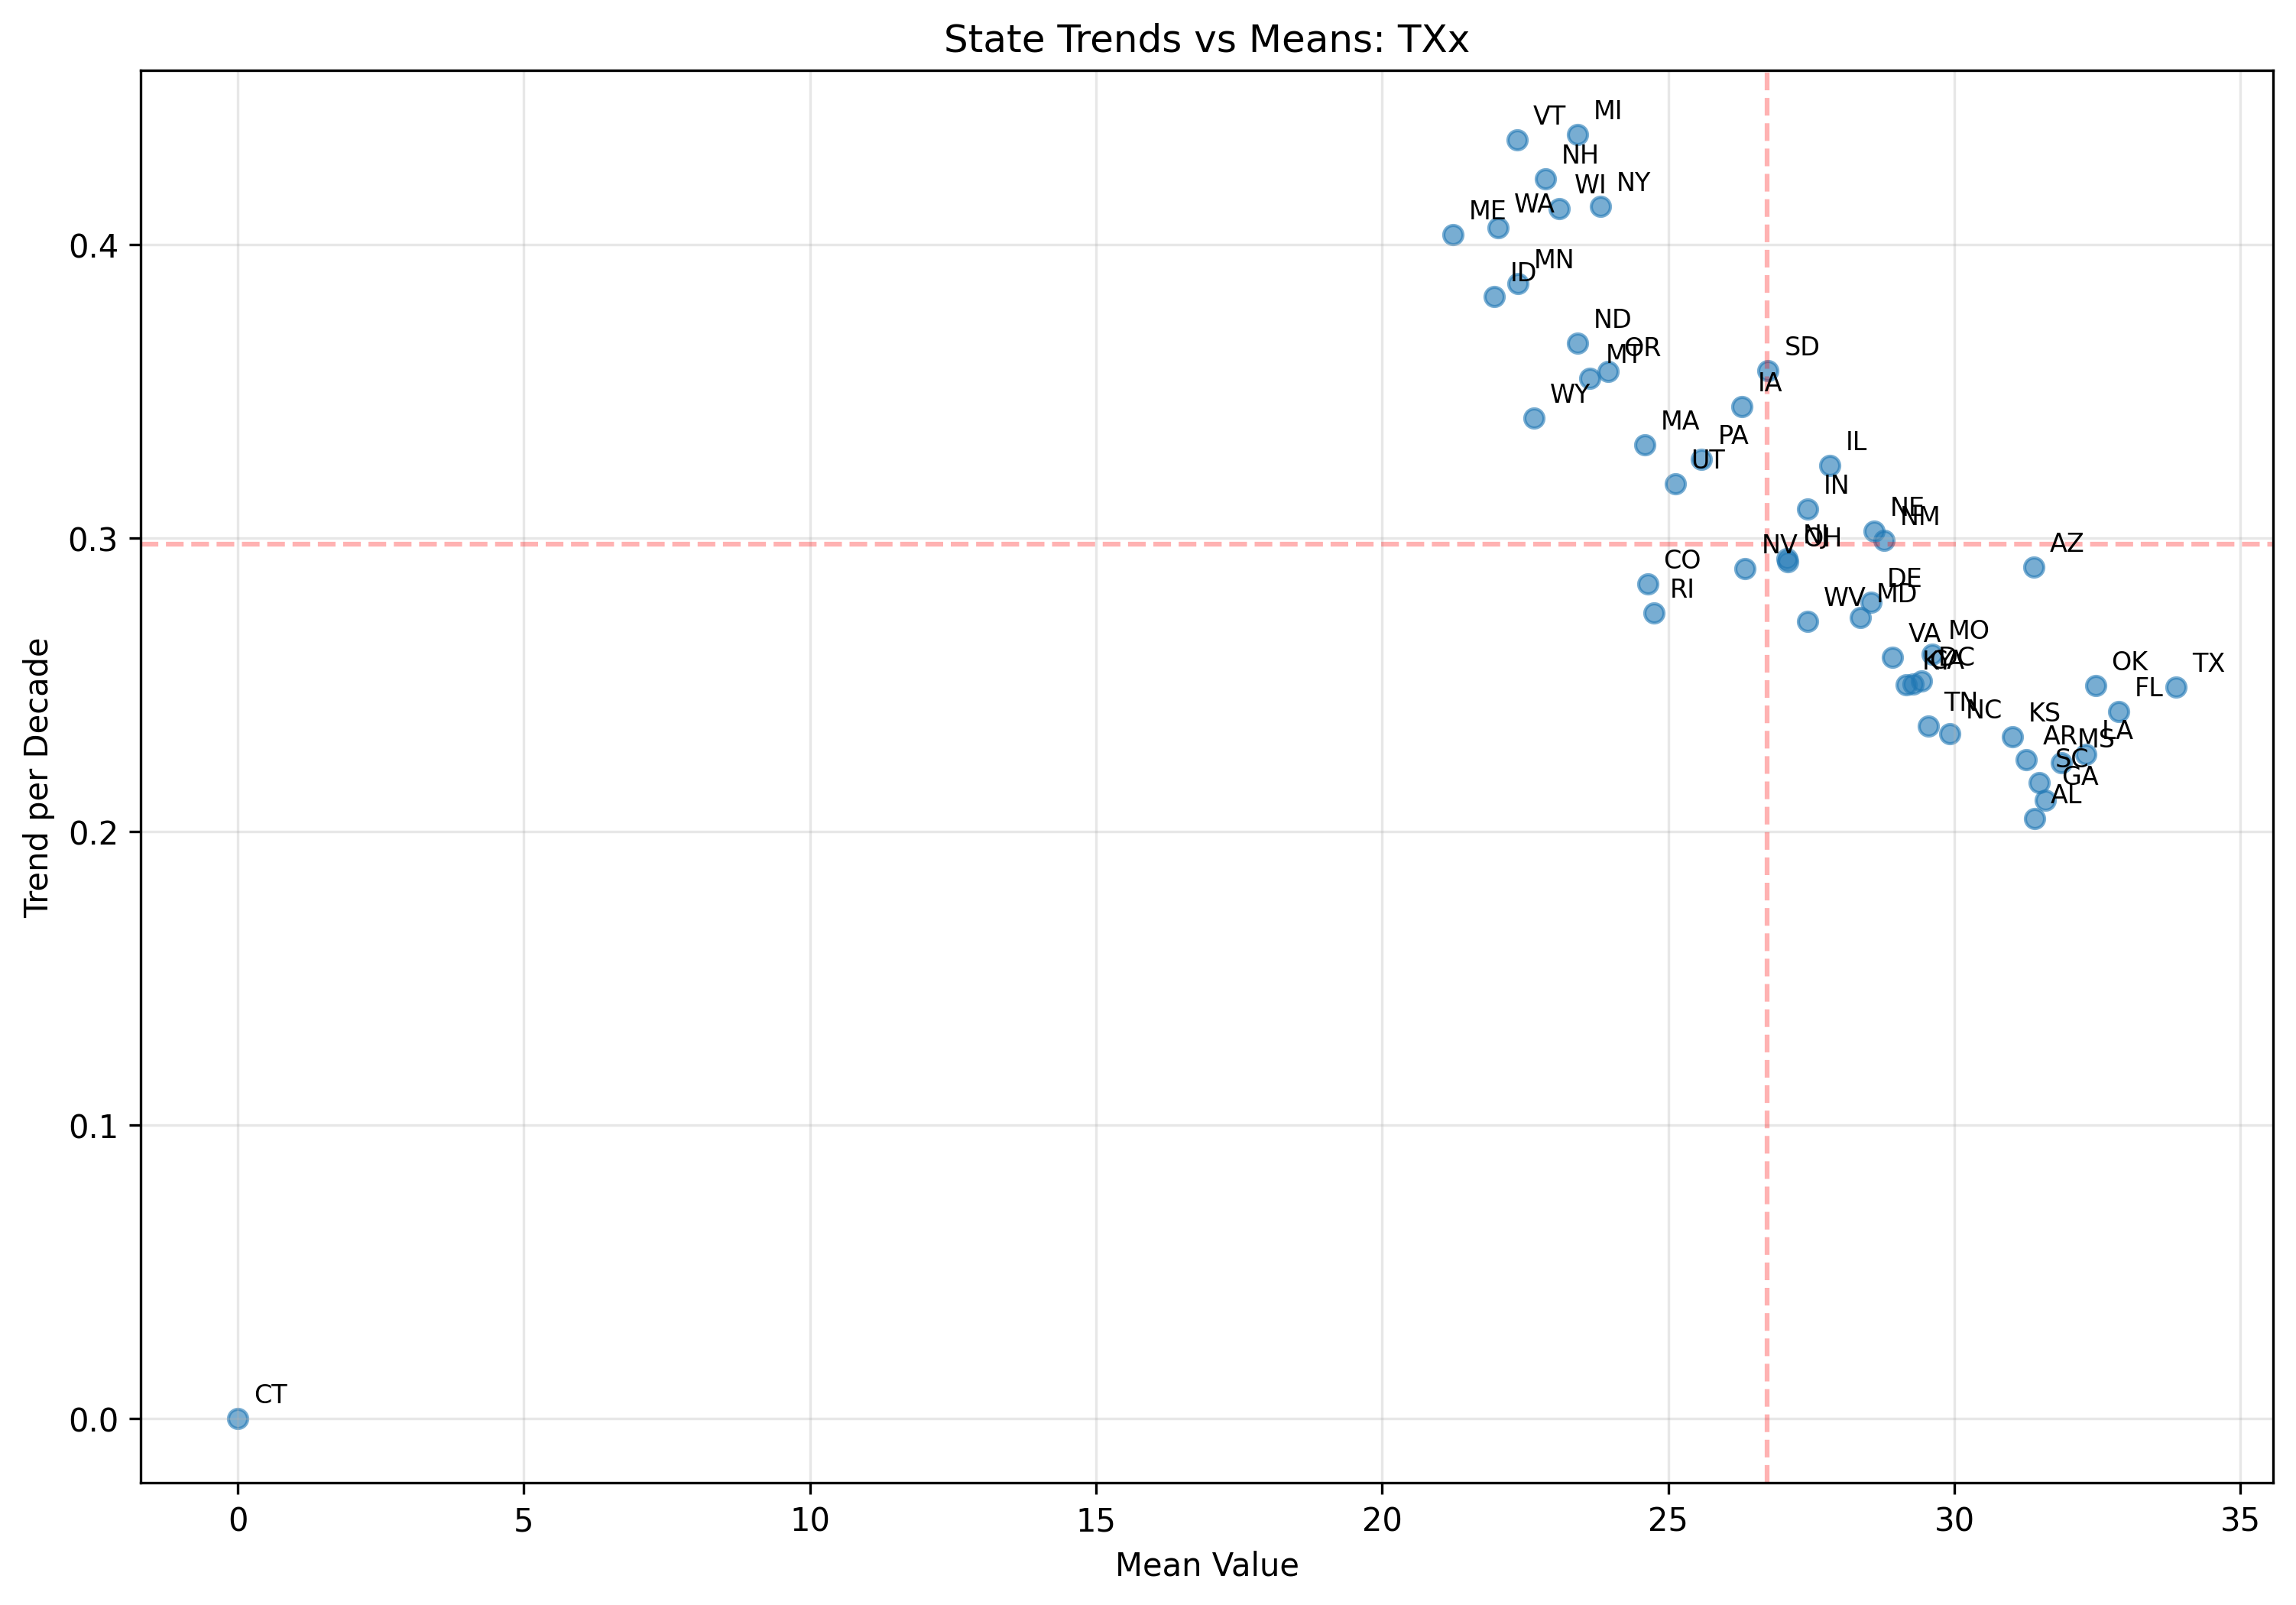 State Trends vs Means: TXx
Trend per Decade
0.4
0.3
0.2
0.1
0.0
VT
MI
NH
WI
NY
ME
WA
MN
ID
ND
OR
MT
SD
IA
WY
MA
PA
UT
IL
IN
NE
NM
NJ
OH
NV
AZ
CO
RI
DE
MD
WV
VA
MO
DC
CA
KY
OK
TX
FL
TN
NC
KS
AR
MS
LA
SC
GA
AL
CT
0
5
10
15
20
25
30
35
Mean Value